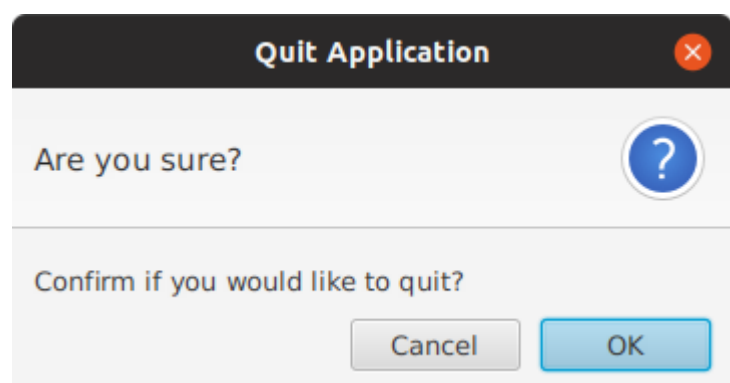 Quit Application
Are you sure?
?
Confirm if you would like to quit?
Cancel OK